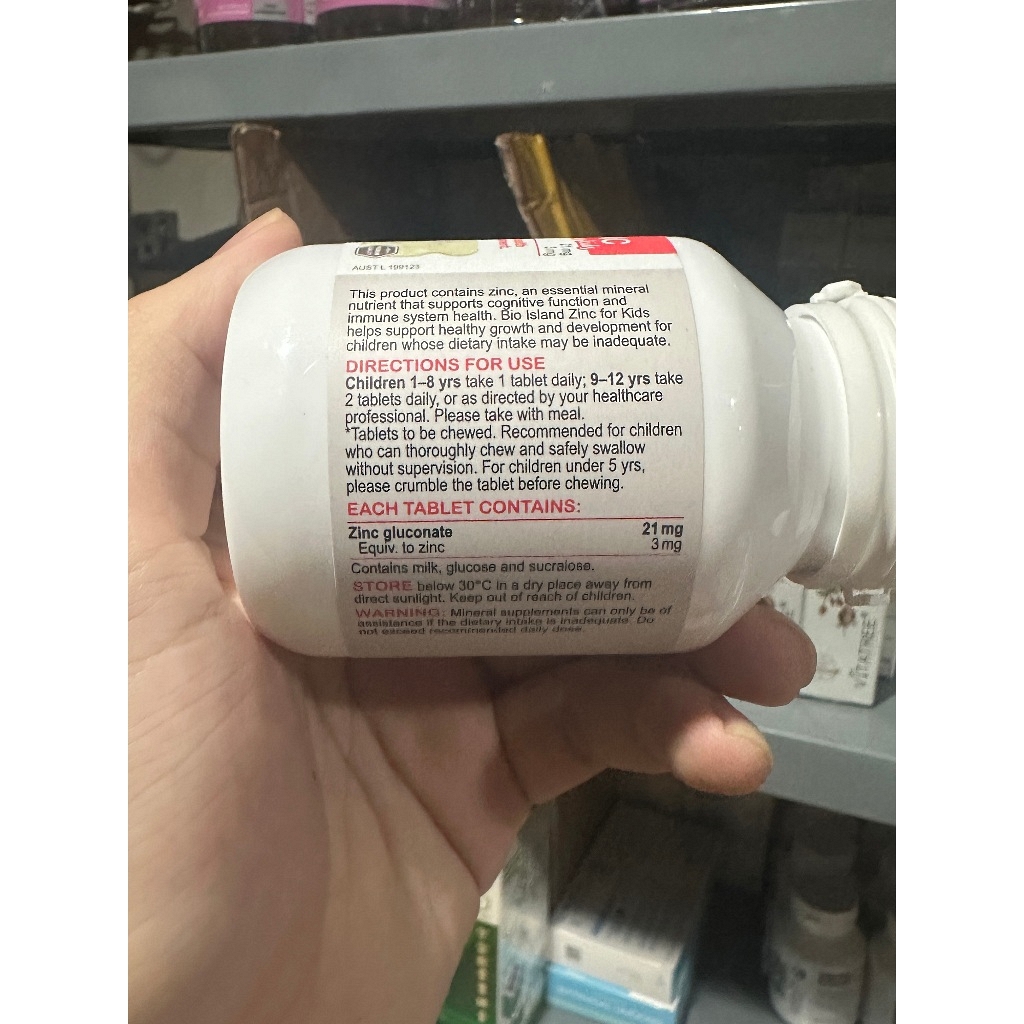 AUST L 199123
This product contains zinc, an essential mineral
nutrient that supports cognitive function and
immune system health. Bio Island Zinc for Kids
helps support healthy growth and development for
children whose dietary intake may be inadequate.
DIRECTIONS FOR USE
Children 1–8 yrs take 1 tablet daily; 9–12 yrs take
2 tablets daily, or as directed by your healthcare
professional. Please take with meal.
*Tablets to be chewed. Recommended for children
who can thoroughly chew and safely swallow
without supervision. For children under 5 yrs,
please crumble the tablet before chewing.
EACH TABLET CONTAINS:
Zinc gluconate 21 mg
Equiv. to zinc 3 mg
Contains milk, glucose and sucralose.
STORE below 30°C in a dry place away from
direct sunlight. Keep out of reach of children.
WARNING: Mineral supplements can only be of
assistance if the dietary intake is inadequate. Do
not exceed recommended daily dose.